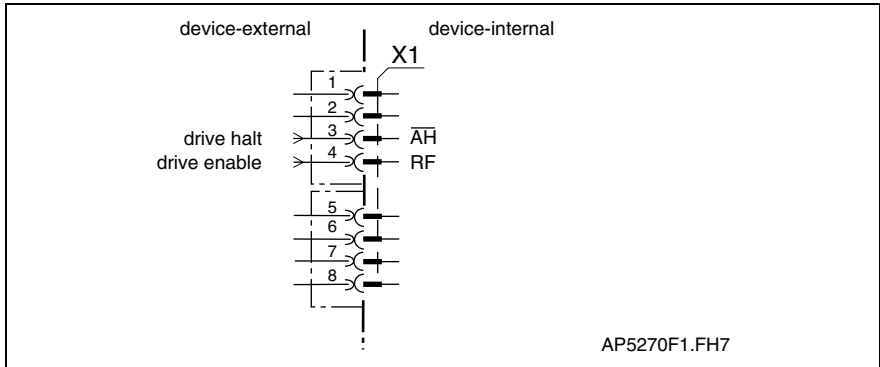 device-external device-internal
X1
1
2
drive halt 3 A̅H̅
drive enable 4 RF
5
6
7
8
AP5270F1.FH7